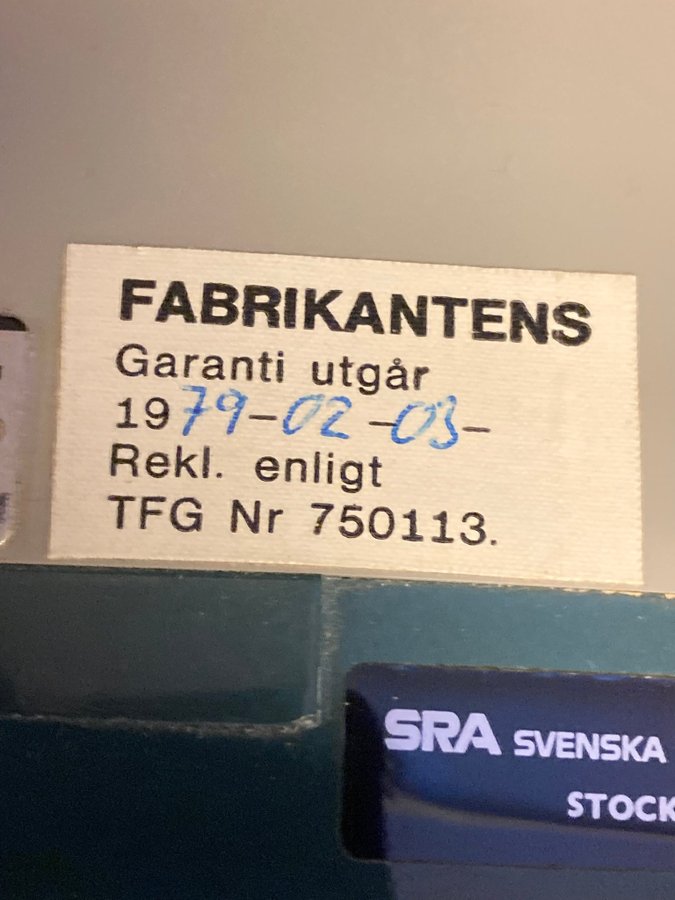 FABRIKANTENS
Garanti utgår
1979-02-03-
Rekl. enligt
TFG Nr 750113.
SRA SVENSKA
STOCK